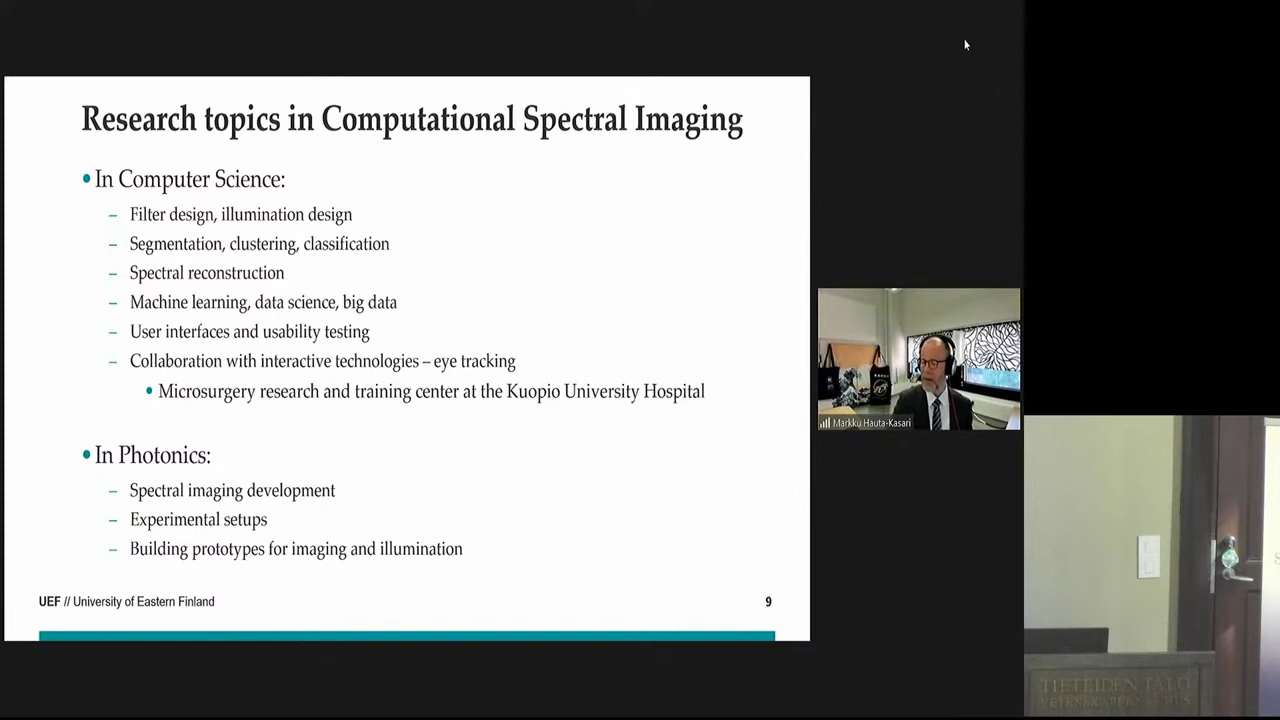 Research topics in Computational Spectral Imaging
•In Computer Science:
– Filter design, illumination design
– Segmentation, clustering, classification
– Spectral reconstruction
– Machine learning, data science, big data
– User interfaces and usability testing
– Collaboration with interactive technologies – eye tracking
• Microsurgery research and training center at the Kuopio University Hospital
•In Photonics:
– Spectral imaging development
– Experimental setups
– Building prototypes for imaging and illumination
UEF // University of Eastern Finland
9
Markku Hauta-Kasari
TIETEIDEN TALO